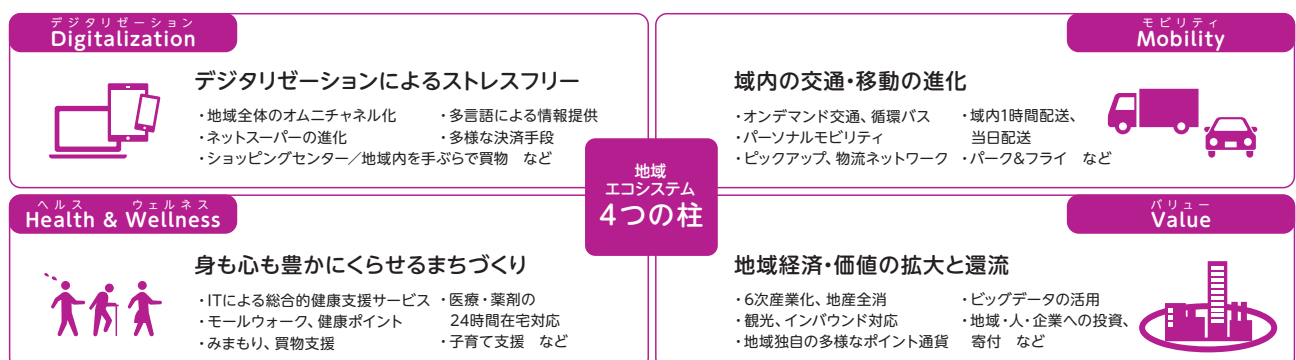 デジタリゼーション
Digitalization
デジタリゼーションによるストレスフリー
・地域全体のオムニチャネル化 ・多言語による情報提供
・ネットスーパーの進化 ・多様な決済手段
・ショッピングセンター／地域内を手ぶらで買物 など
モビリティ
Mobility
域内の交通・移動の進化
・オンデマンド交通、循環バス ・域内1時間配送、
・パーソナルモビリティ 当日配送
・ピックアップ、物流ネットワーク ・パーク&フライ など
地域
エコシステム
4つの柱
ヘルス ウェルネス
Health & Wellness
身も心も豊かにくらせるまちづくり
・ITによる総合的健康支援サービス ・医療・薬剤の
・モールウォーク、健康ポイント 24時間在宅対応
・みまもり、買物支援 ・子育て支援 など
バリュー
Value
地域経済・価値の拡大と還流
・6次産業化、地産全消 ・ビッグデータの活用
・観光、インバウンド対応 ・地域・人・企業への投資、
・地域独自の多様なポイント通貨 寄付 など